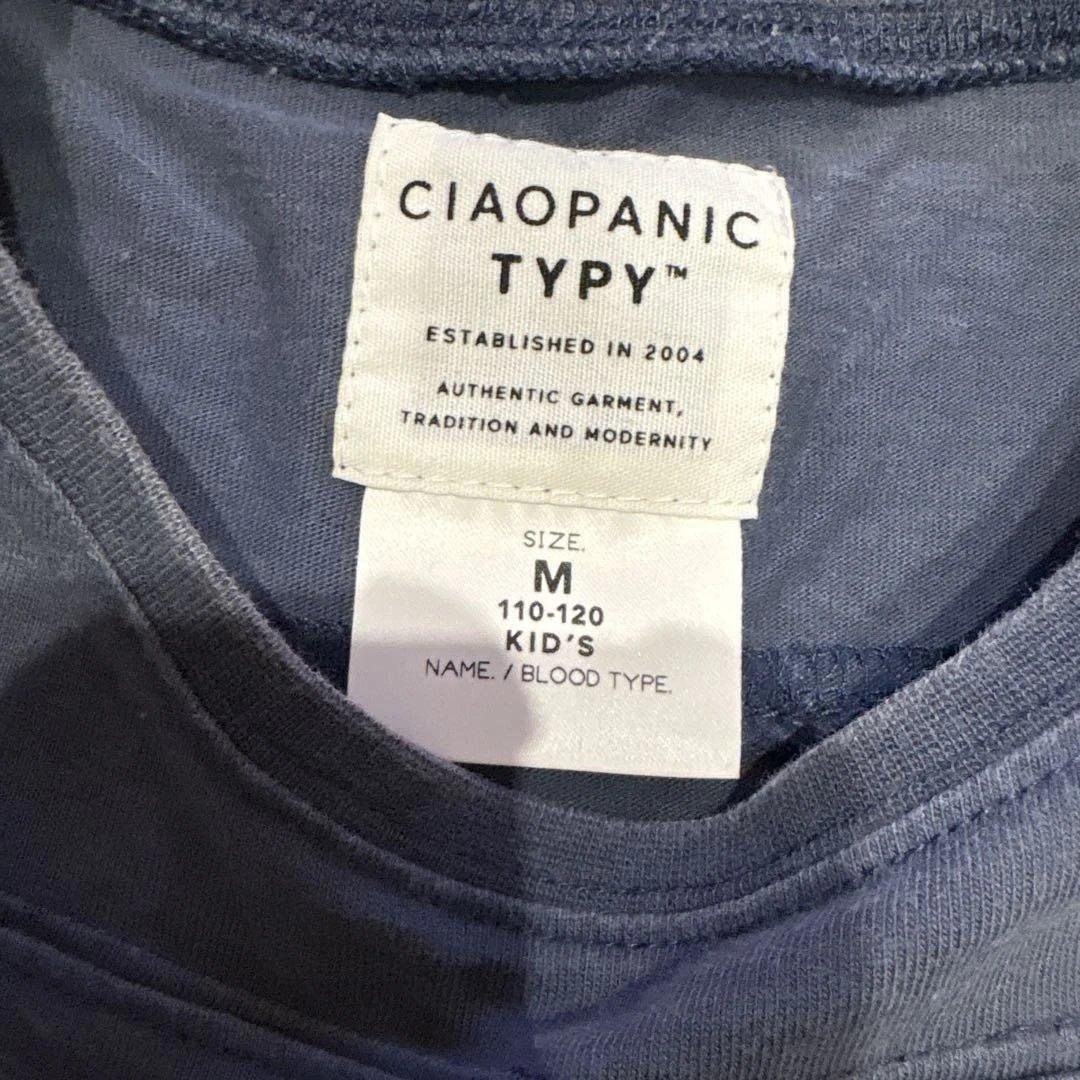 CIAOPANIC
TYPY™
ESTABLISHED IN 2004
AUTHENTIC GARMENT,
TRADITION AND MODERNITY
SIZE.
M
110-120
KID'S
NAME. / BLOOD TYPE.